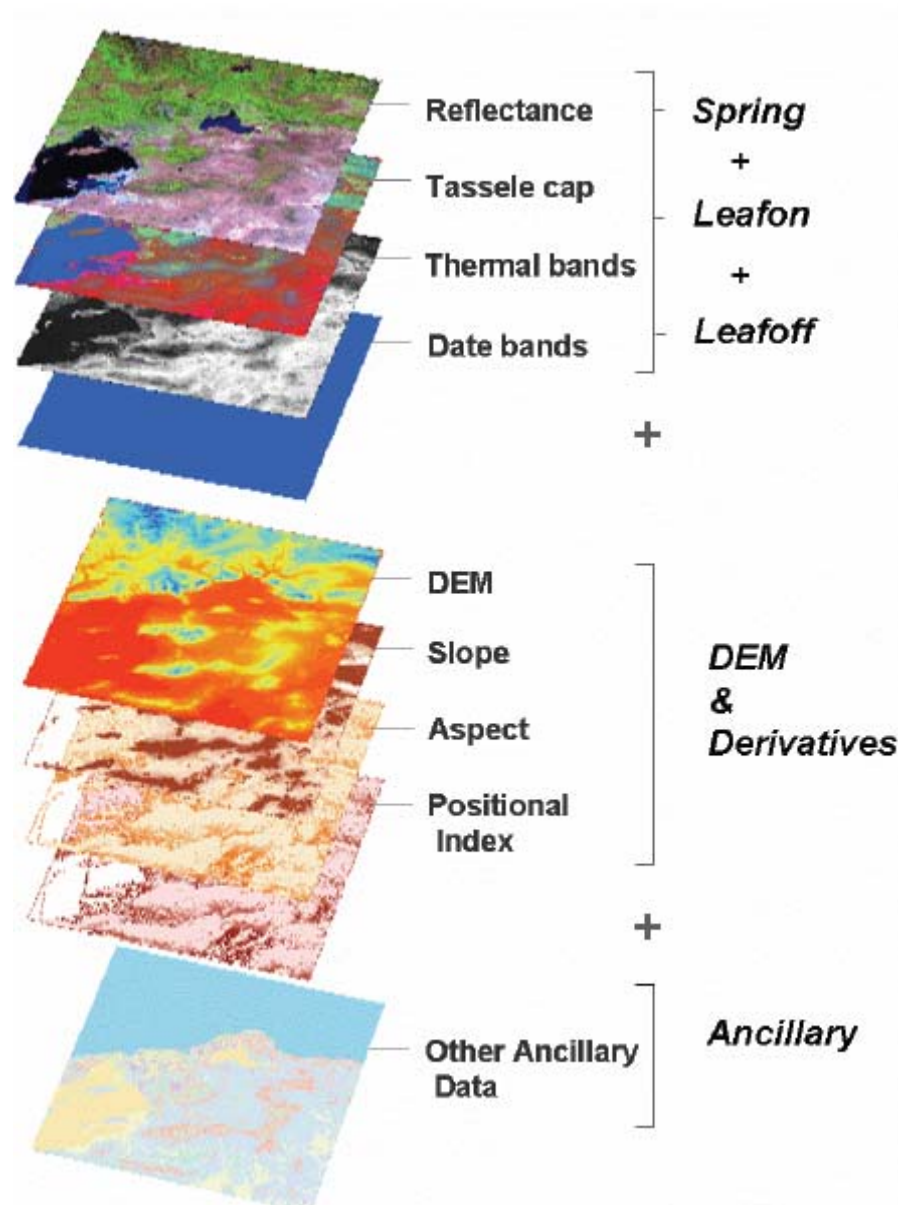 Reflectance
Tassele cap
Thermal bands
Date bands
Spring
+
Leafon
+
Leafoff
+
DEM
Slope
Aspect
Positional
Index
DEM
&
Derivatives
+
Other Ancillary
Data
Ancillary